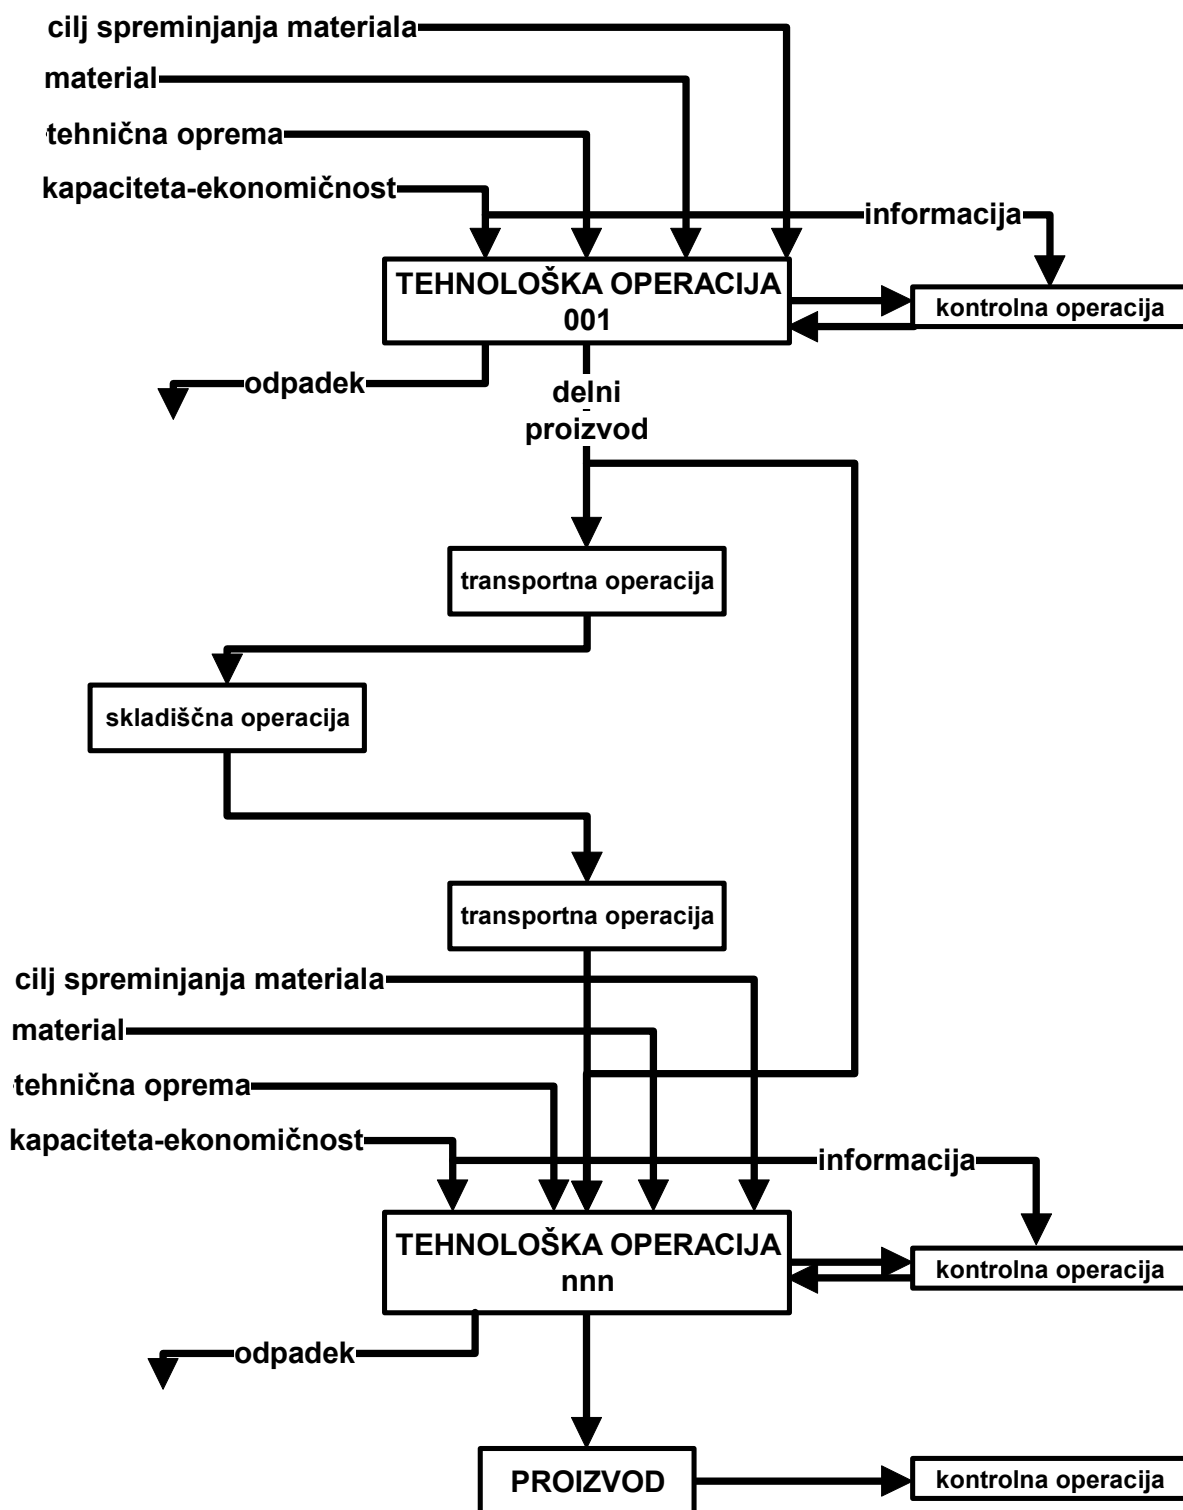 cilj spreminjanja materiala
material
tehnična oprema
kapaciteta-ekonomičnost
informacija
TEHNOLOŠKA OPERACIJA
001
kontrolna operacija
odpadek
delni
proizvod
transportna operacija
skladiščna operacija
transportna operacija
cilj spreminjanja materiala
material
tehnična oprema
kapaciteta-ekonomičnost
informacija
TEHNOLOŠKA OPERACIJA
nnn
kontrolna operacija
odpadek
PROIZVOD
kontrolna operacija